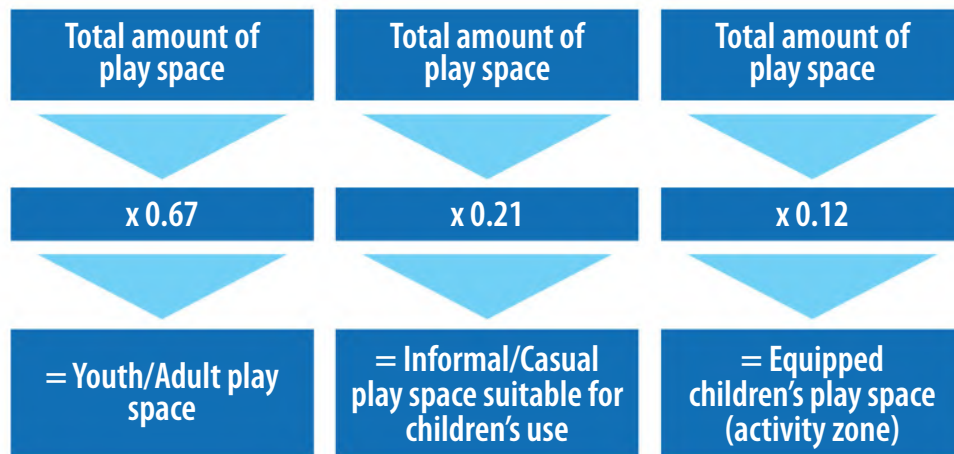 Total amount of
play space
Total amount of
play space
Total amount of
play space
x 0.67
x 0.21
x 0.12
= Youth/Adult play
space
= Informal/Casual
play space suitable for
children’s use
= Equipped
children’s play space
(activity zone)